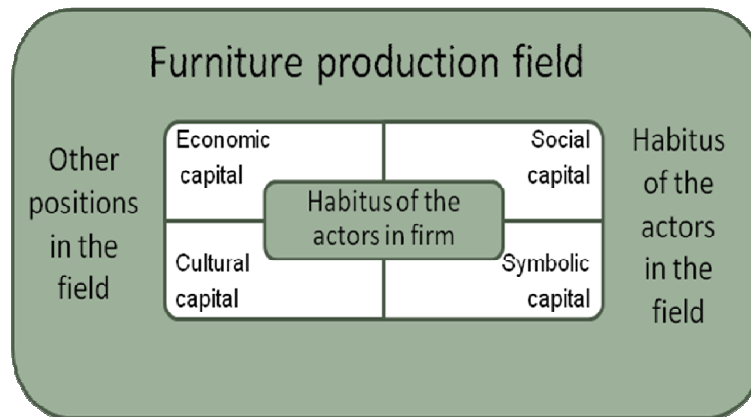 Furniture production field
Other
positions
in the
field
Economic
capital
Social
capital
Habitus of the
actors in firm
Cultural
capital
Symbolic
capital
Habitus
of the
actors
in the
field